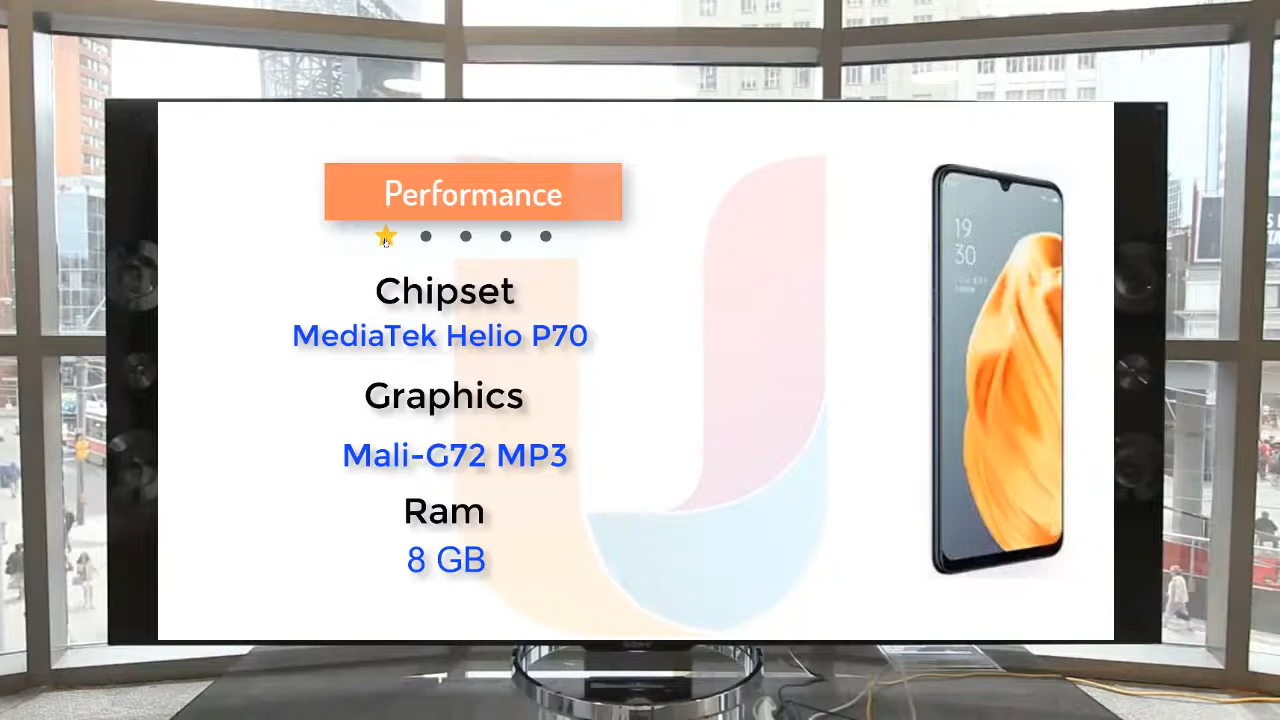 Performance
Chipset
MediaTek Helio P70
Graphics
Mali-G72 MP3
Ram
8 GB
19
30